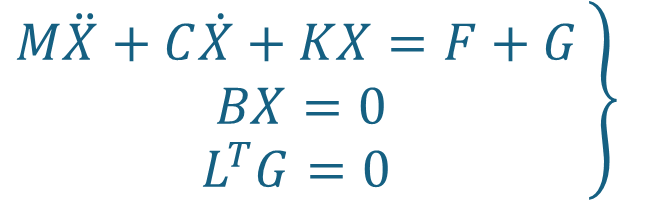 MẌ + CẊ + KX = F + G
BX = 0
LᵀG = 0